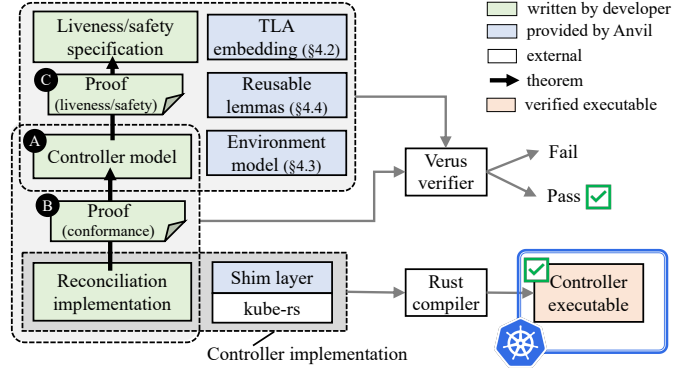 Liveness/safety
specification
TLA
embedding (§4.2)
written by developer
provided by Anvil
external
theorem
verified executable
C
Proof
(liveness/safety)
Reusable
lemmas (§4.4)
A
Controller model
Environment
model (§4.3)
Verus
verifier
Fail
Pass
B
Proof
(conformance)
Reconciliation
implementation
Shim layer
kube-rs
Rust
compiler
Controller
executable
Controller implementation